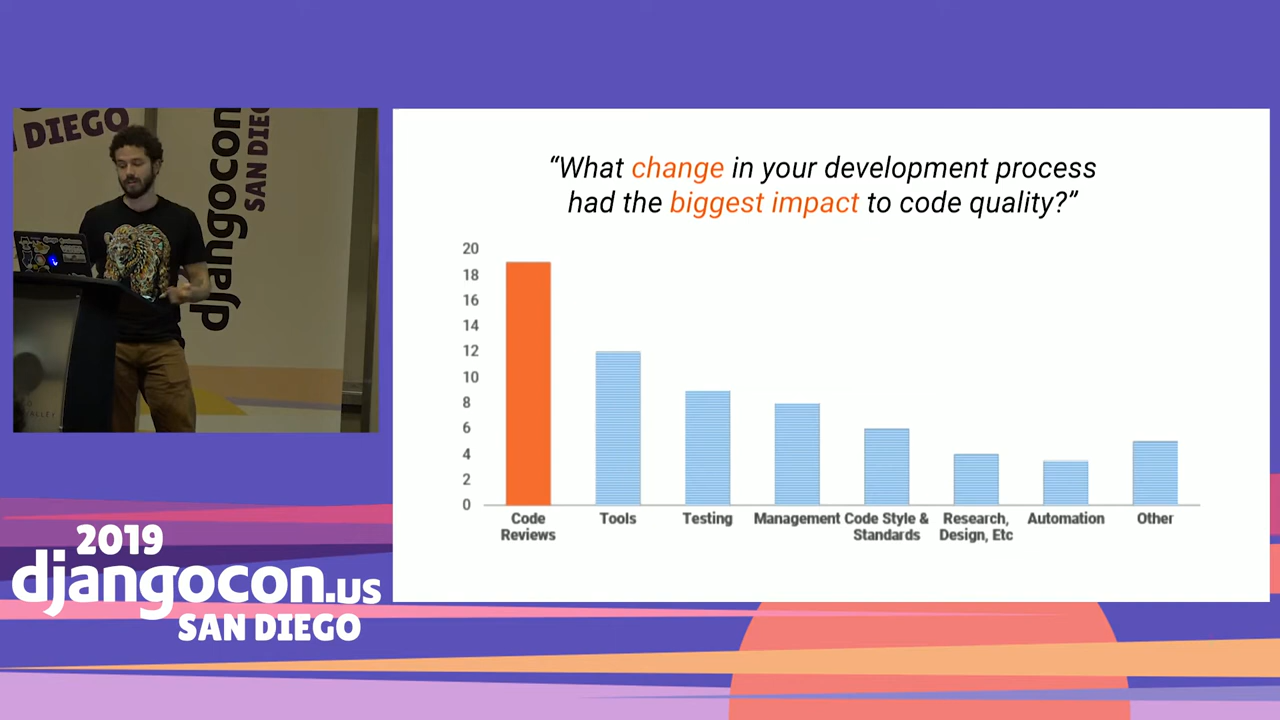 N DIEGO
djangocon
SAN DIEG
“What change in your development process
had the biggest impact to code quality?”
20
18
16
14
12
10
8
6
4
2
0
Code
Reviews
Tools
Testing
Management
Code Style &
Standards
Research,
Design, Etc
Automation
Other
2019
djangocon.us
SAN DIEGO